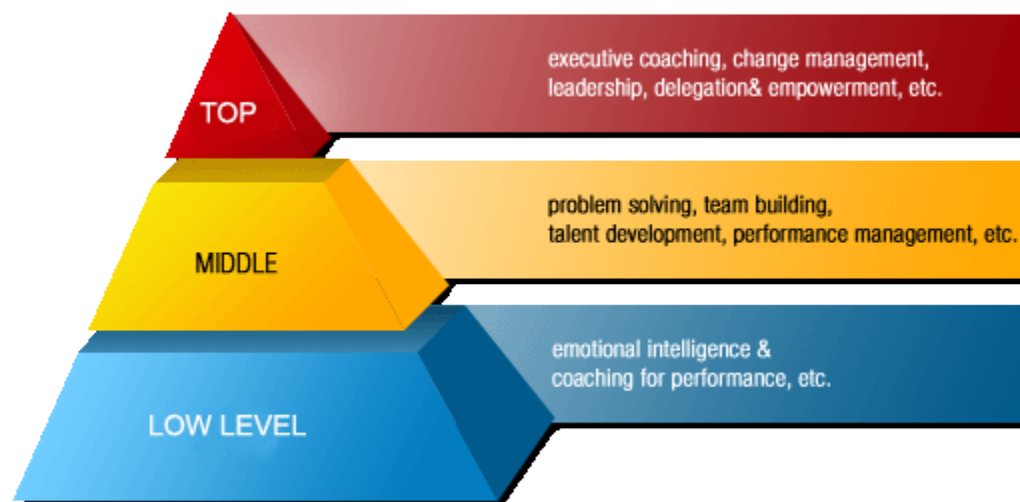 TOP
executive coaching, change management,
leadership, delegation& empowerment, etc.
MIDDLE
problem solving, team building,
talent development, performance management, etc.
LOW LEVEL
emotional intelligence &
coaching for performance, etc.